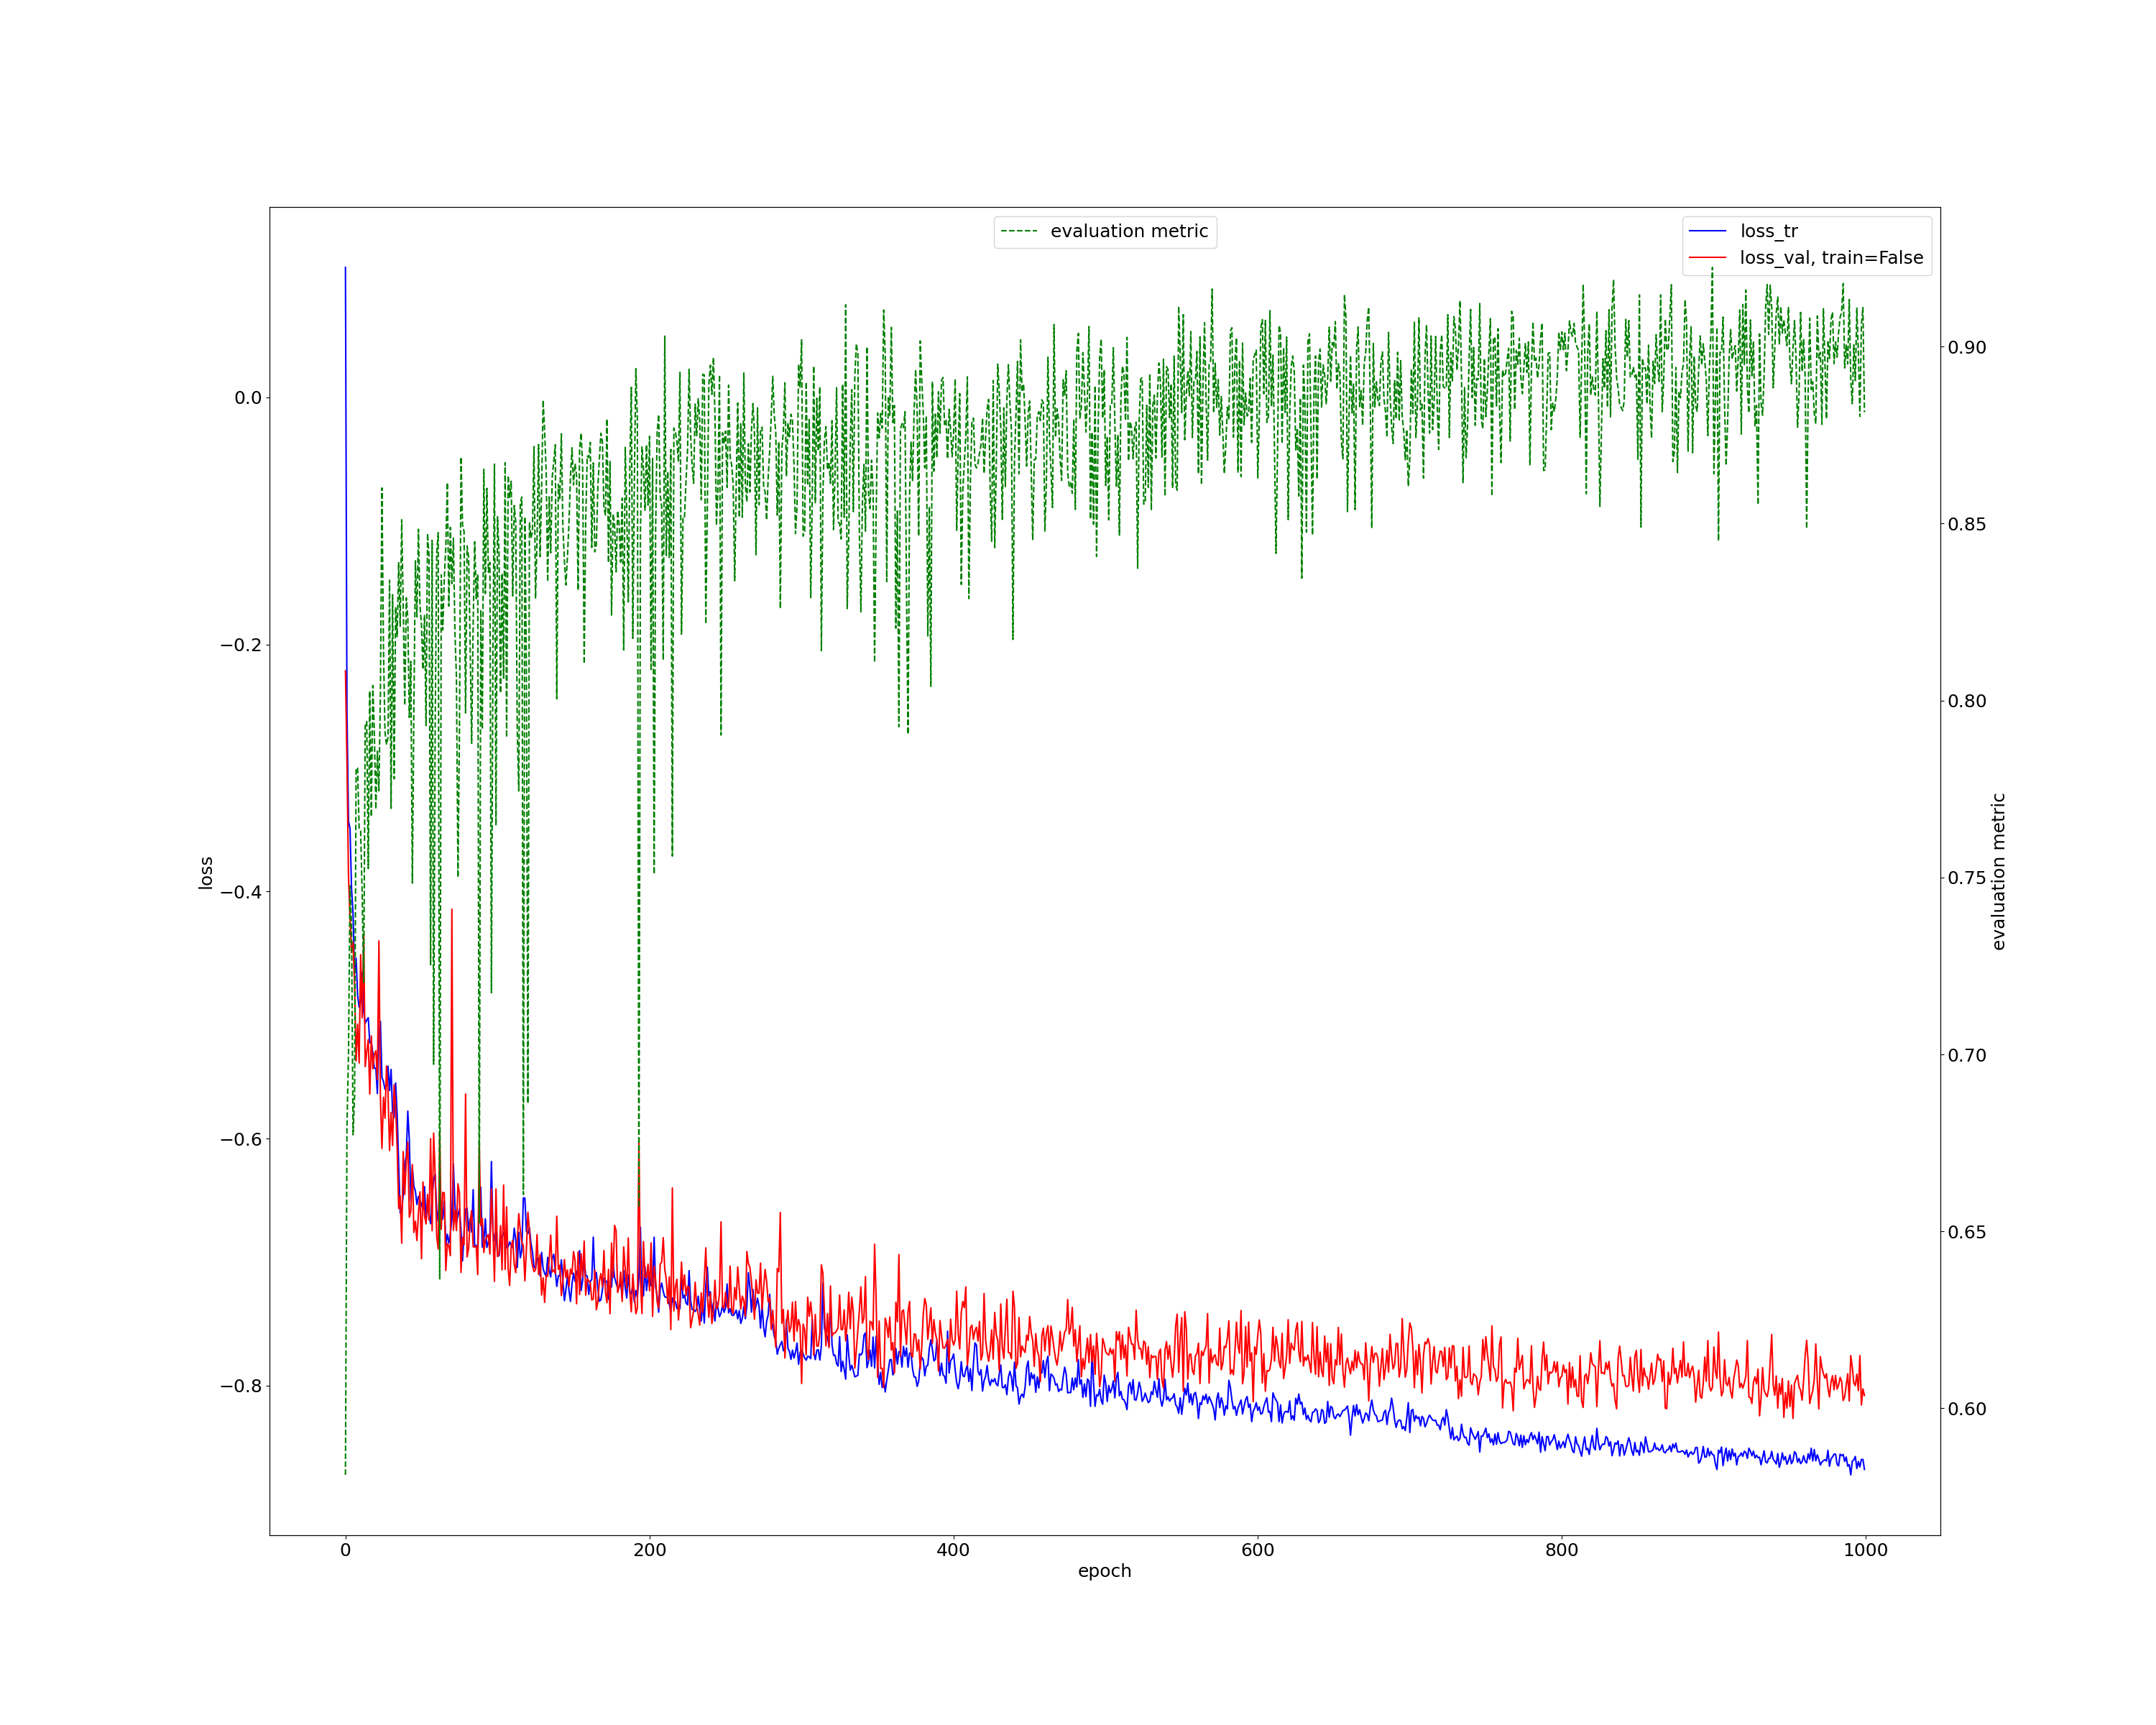 evaluation metric
loss_tr
loss_val, train=False
0.0
−0.2
−0.4
−0.6
−0.8
loss
0.90
0.85
0.80
0.75
0.70
0.65
0.60
evaluation metric
0 200 400 600 800 1000
epoch